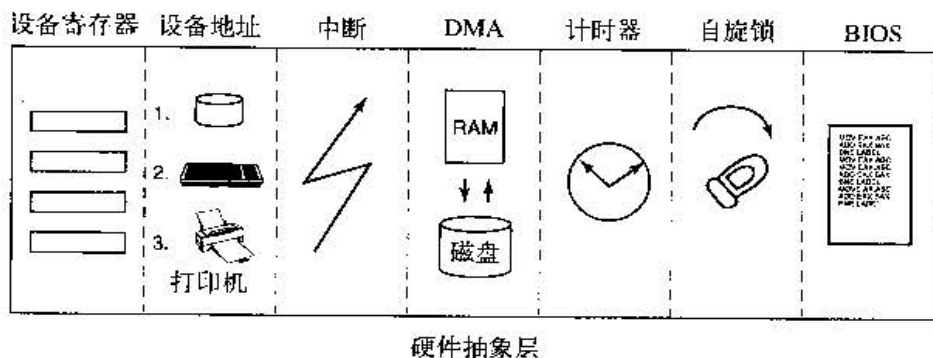 设备寄存器 设备地址 中断 DMA 计时器 自旋锁 BIOS
1.
RAM
2.
3.
磁盘
打印机
硬件抽象层